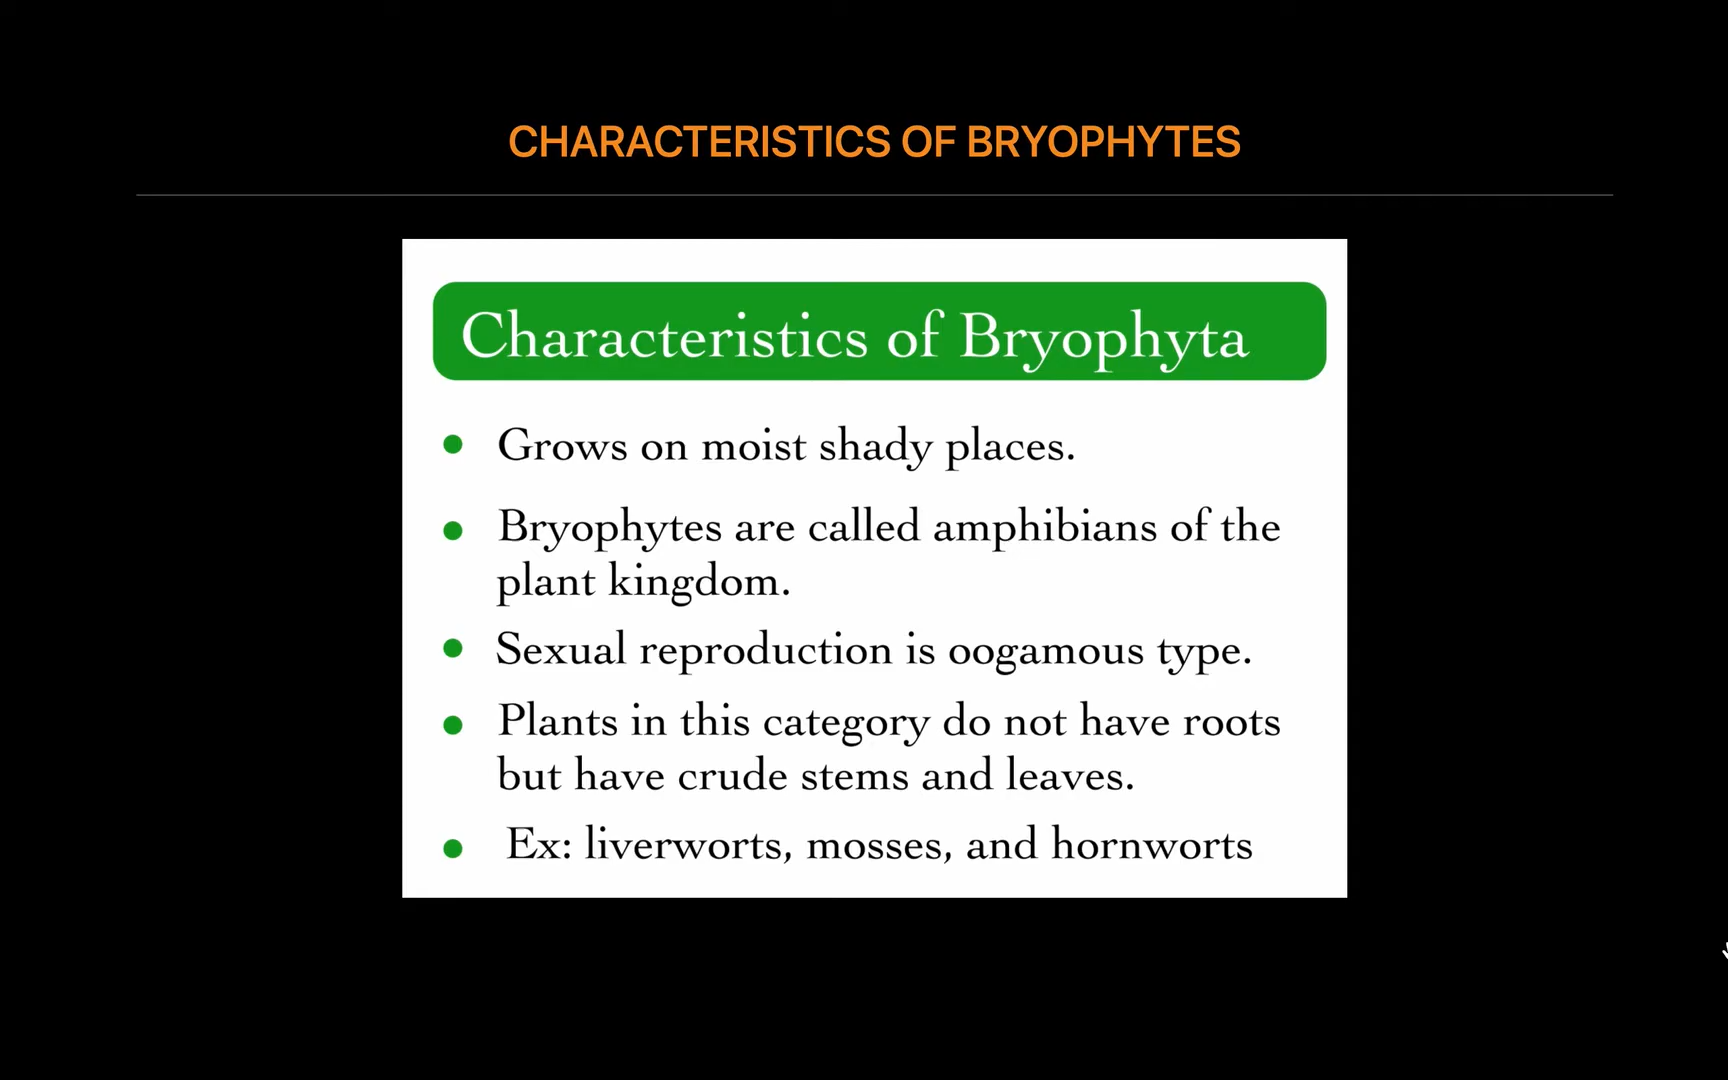 CHARACTERISTICS OF BRYOPHYTES
Characteristics of Bryophyta
• Grows on moist shady places.
• Bryophytes are called amphibians of the
plant kingdom.
• Sexual reproduction is oogamous type.
• Plants in this category do not have roots
but have crude stems and leaves.
• Ex: liverworts, mosses, and hornworts